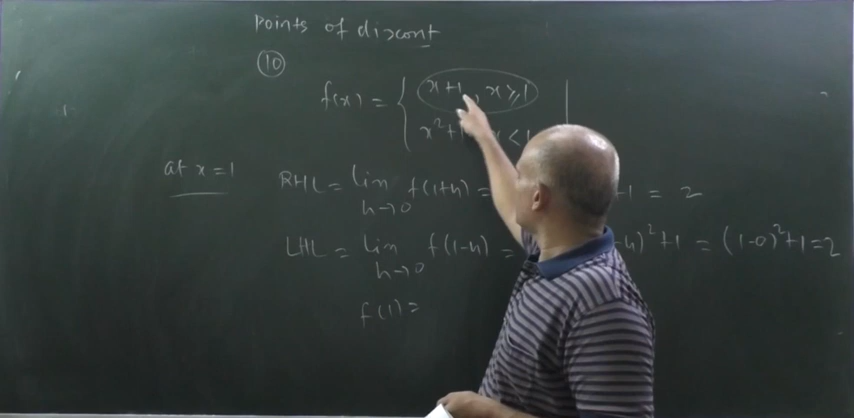 Points of discont
(10)
f(x) = { x+1, x ≥ 1
x²+1 x < 1
at x = 1
RHL = lim h→0 f(1+h) = +1 = 2
LHL = lim h→0 f(1-h) = -h)²+1 = (1-0)²+1=2
f(1) =